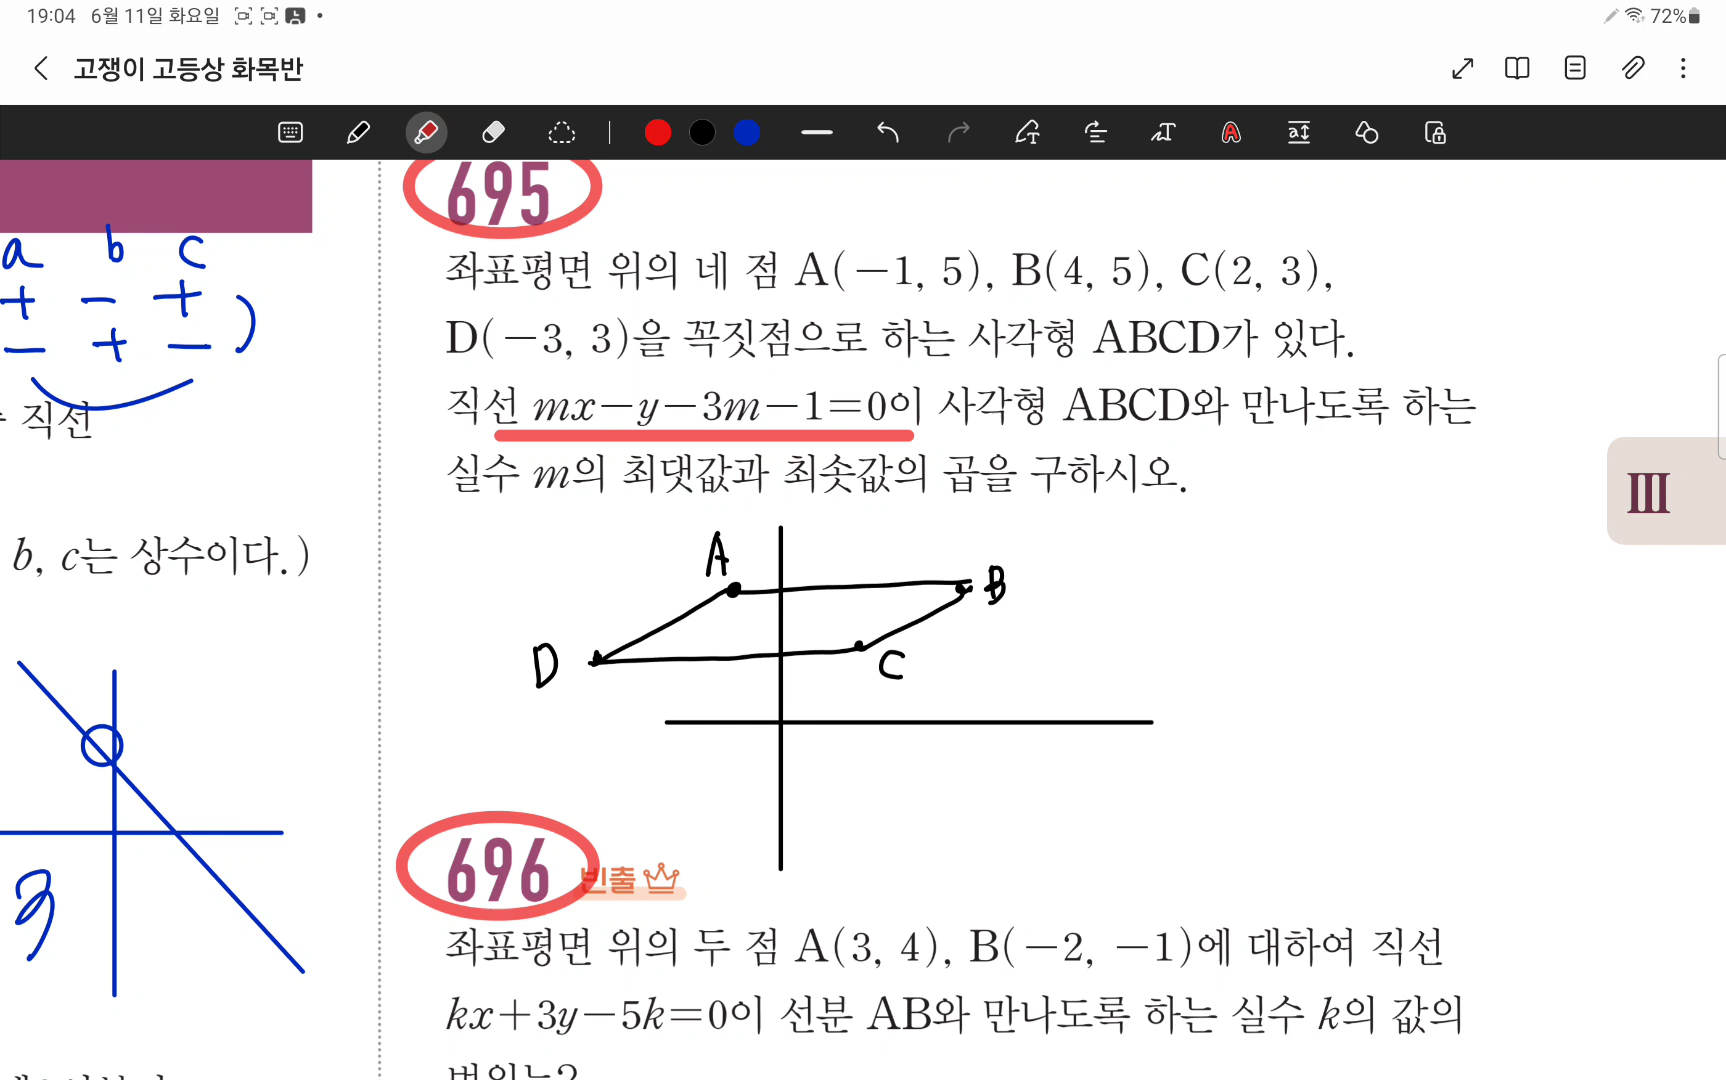 19:04 6월 11일 화요일
72%
고쟁이 고등상 화목반
a b c
+ − +
− + −
직선
b, c는 상수이다.)
3
695
좌표평면 위의 네 점 A(−1, 5), B(4, 5), C(2, 3),
D(−3, 3)을 꼭짓점으로 하는 사각형 ABCD가 있다.
직선 mx−y−3m−1=0이 사각형 ABCD와 만나도록 하는
실수 m의 최댓값과 최솟값의 곱을 구하시오.
A
B
D
C
696 빈출
좌표평면 위의 두 점 A(3, 4), B(−2, −1)에 대하여 직선
kx+3y−5k=0이 선분 AB와 만나도록 하는 실수 k의 값의
범위는?
Ⅲ